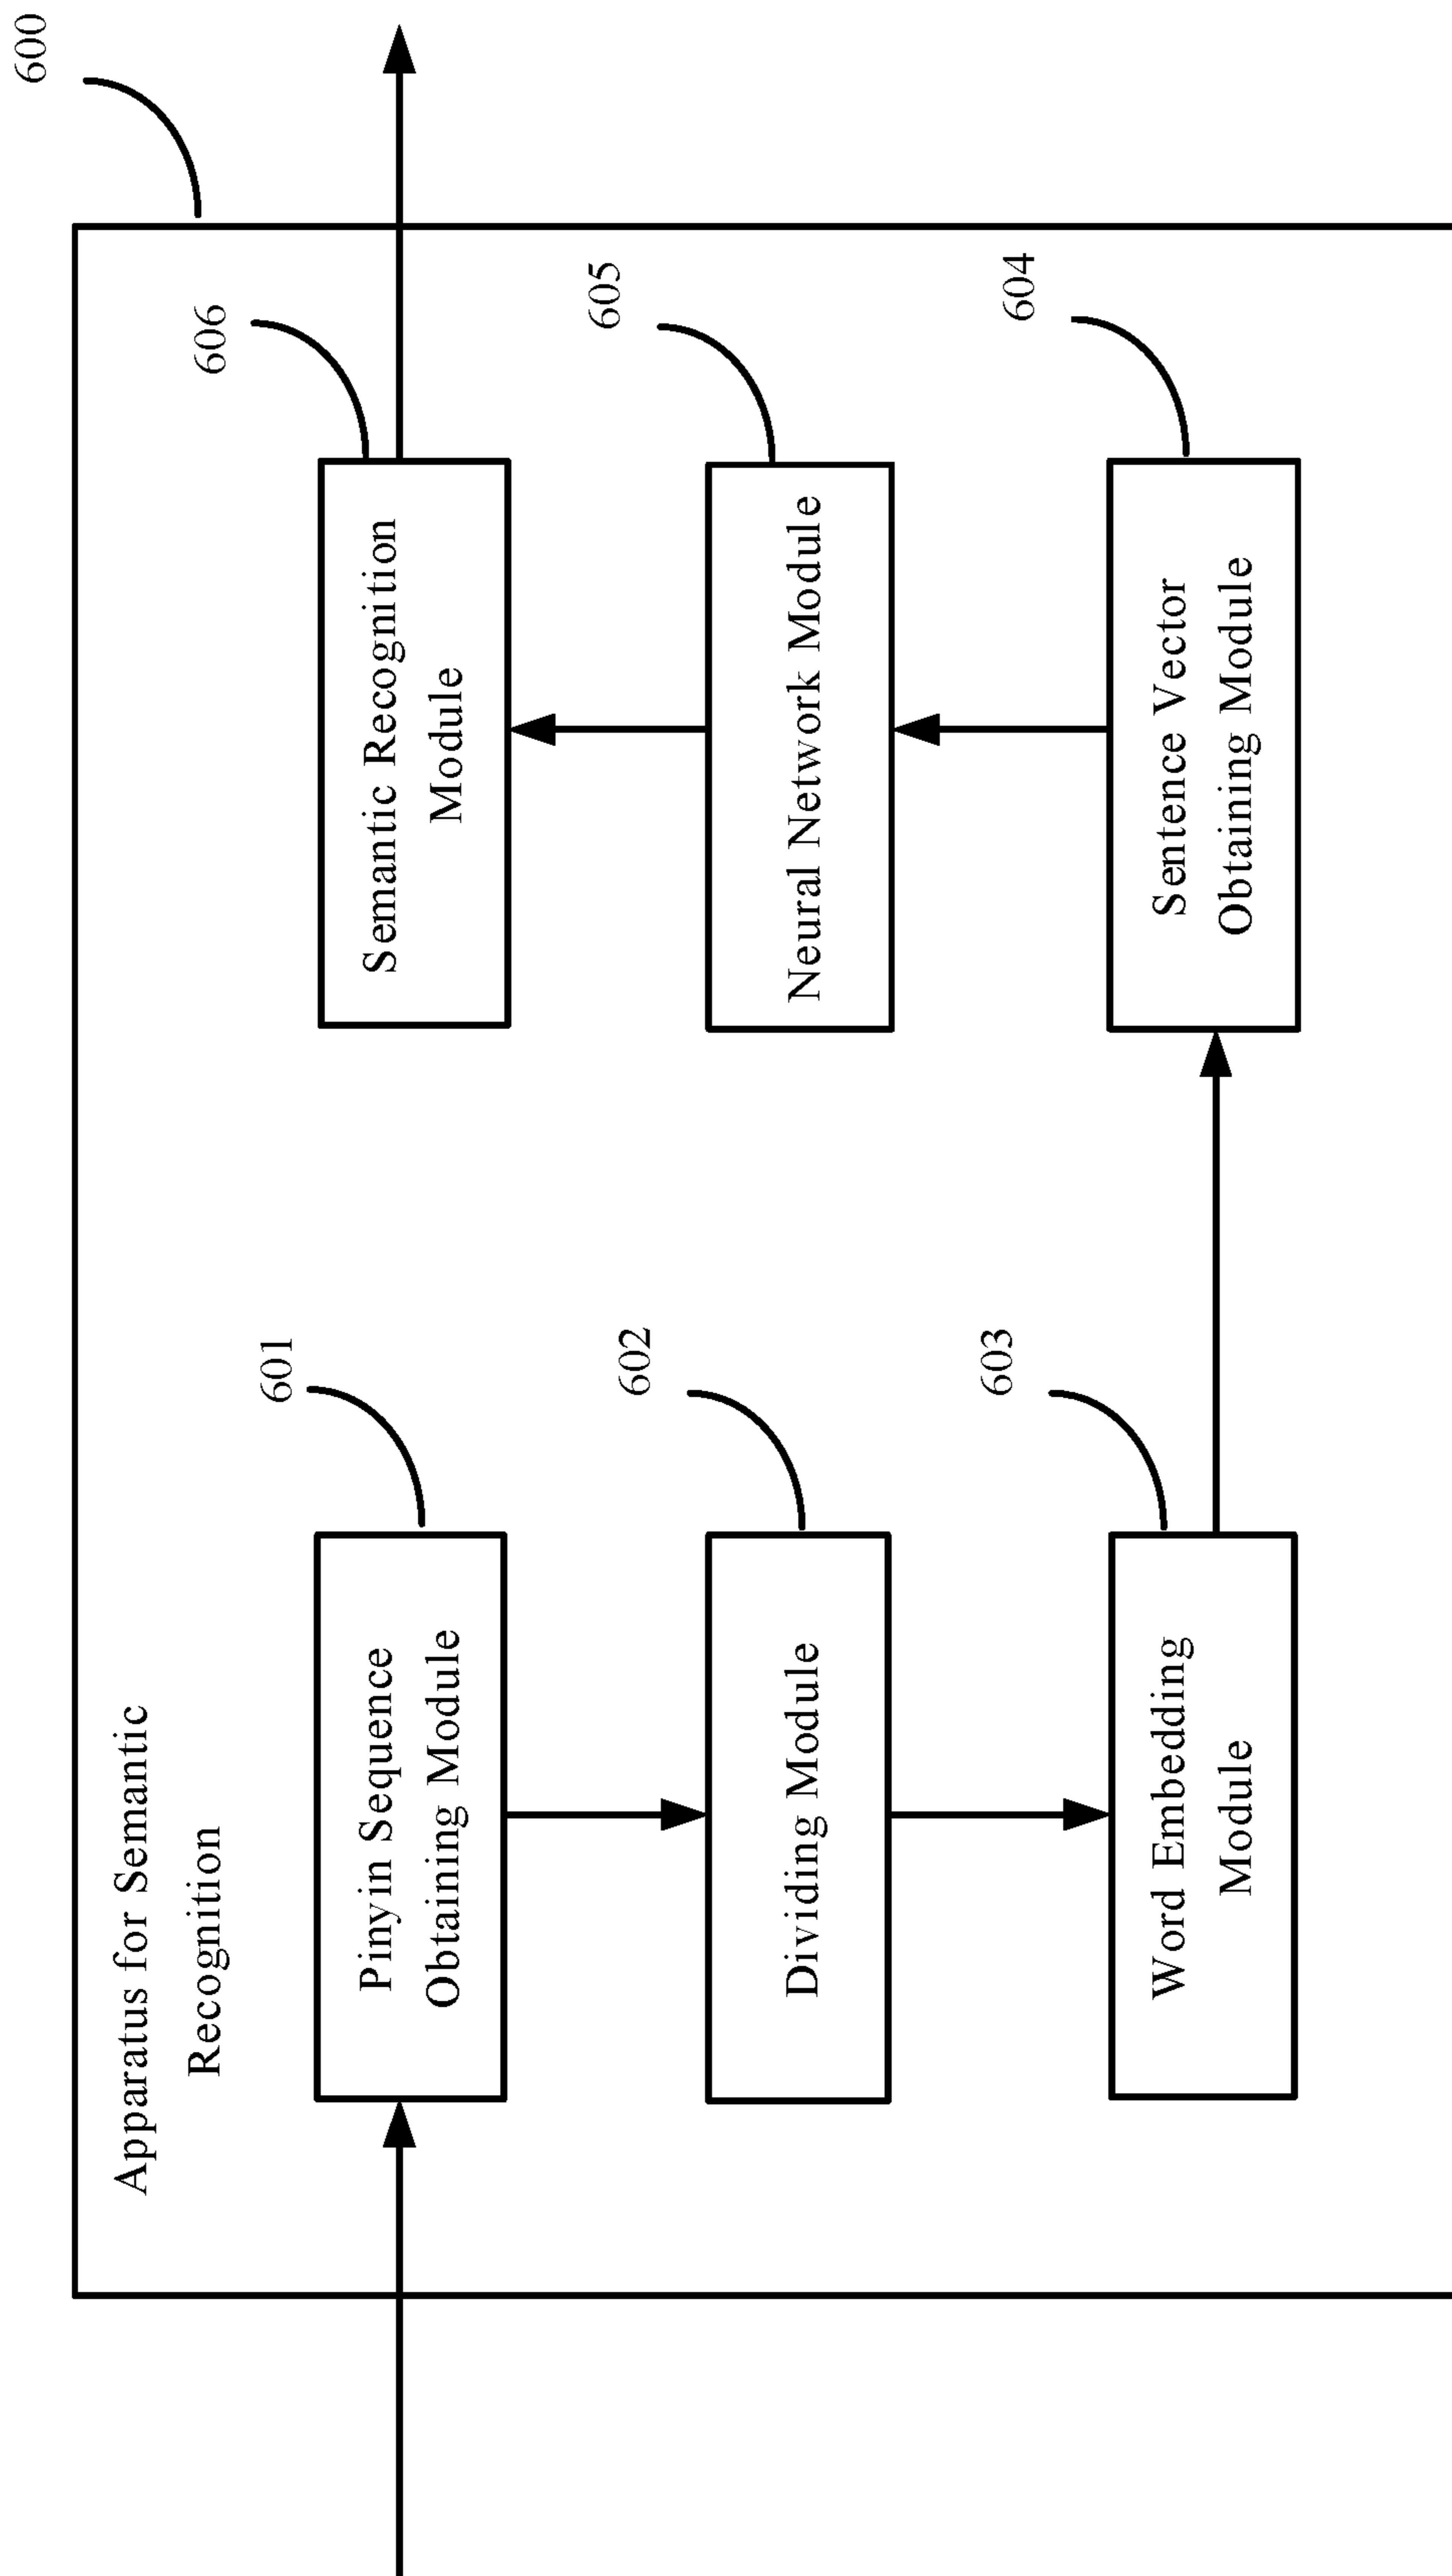 600
Apparatus for Semantic
Recognition
601
Pinyin Sequence
Obtaining Module
602
Dividing Module
603
Word Embedding
Module
606
Semantic Recognition
Module
605
Neural Network Module
604
Sentence Vector
Obtaining Module